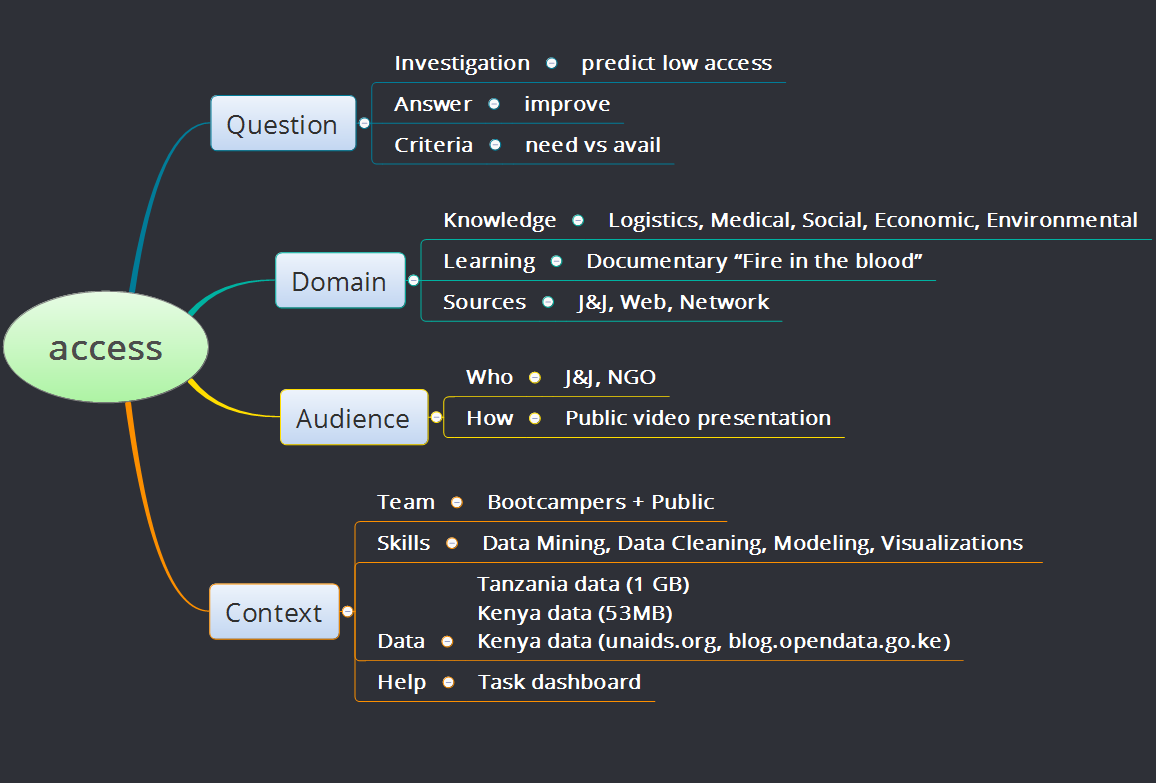 access
Question
Investigation predict low access
Answer improve
Criteria need vs avail
Domain
Knowledge Logistics, Medical, Social, Economic, Environmental
Learning Documentary “Fire in the blood”
Sources J&J, Web, Network
Audience
Who J&J, NGO
How Public video presentation
Context
Team Bootcampers + Public
Skills Data Mining, Data Cleaning, Modeling, Visualizations
Tanzania data (1 GB)
Kenya data (53MB)
Data Kenya data (unaids.org, blog.opendata.go.ke)
Help Task dashboard